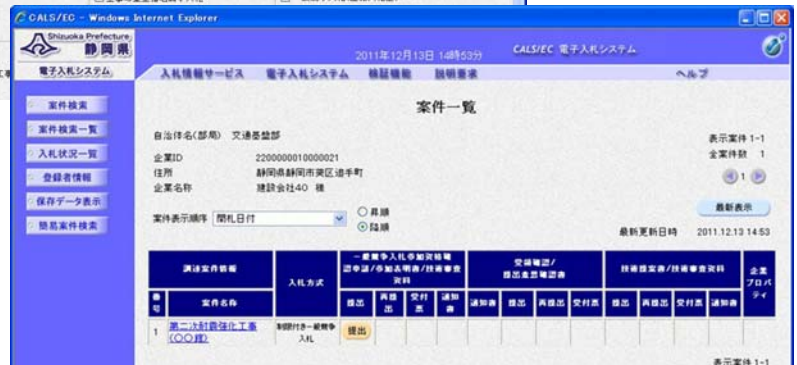 CALS/EC - Windows Internet Explorer
Shizuoka Prefecture
静岡県
2011年12月13日 14時53分
CALS/EC 電子入札システム
電子入札システム
入札情報サービス 電子入札システム 検証機能 説明要求 ヘルプ
案件検索
案件検索一覧
入札状況一覧
登録者情報
保存データ表示
簡易案件検索
案件一覧
自治体名(部局) 交通基盤部
表示案件 1-1
企業ID 2200000010000021
全案件数 1
住所 静岡県静岡市葵区追手町
1
企業名称 建設会社40 様
案件表示順序 開札日付
昇順
降順
最新表示
最新更新日時 2011.12.13 14:53
調達案件情報
入札方式
一般競争入札参加資格確認申請/参加表明書/技術審査資料
受領確認/提出意思確認書
技術提案書/技術審査資料
企業プロパティ
番号 案件名称 提出 再提出 受付票 通知書 通知書 提出 再提出 受付票 提出 再提出 受付票 通知書
1 第二次耐震強化工事(○○館) 制限付き一般競争入札 提出
表示案件 1-1